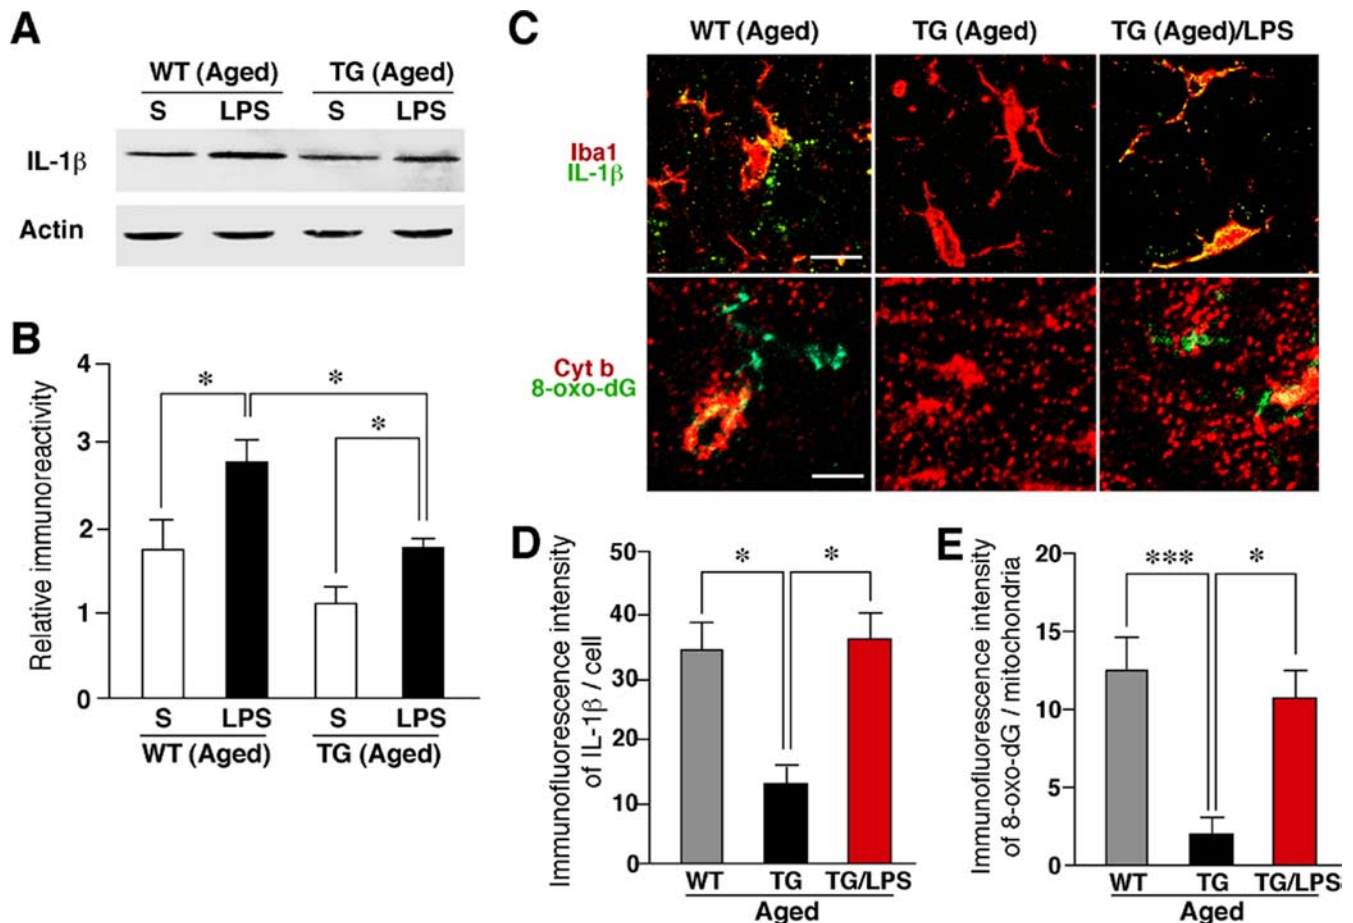 A
WT (Aged) TG (Aged)
S LPS S LPS
IL-1β
Actin
B
Relative immunoreactivity
4
3
2
1
0
* * *
S LPS S LPS
WT (Aged) TG (Aged)
C
WT (Aged) TG (Aged) TG (Aged)/LPS
Iba1
IL-1β
Cyt b
8-oxo-dG
D
Immunofluorescence intensity
of IL-1β / cell
50
40
30
20
10
0
* *
WT TG TG/LPS
Aged
E
Immunofluorescence intensity
of 8-oxo-dG / mitochondria
20
15
10
5
0
*** *
WT TG TG/LPS
Aged